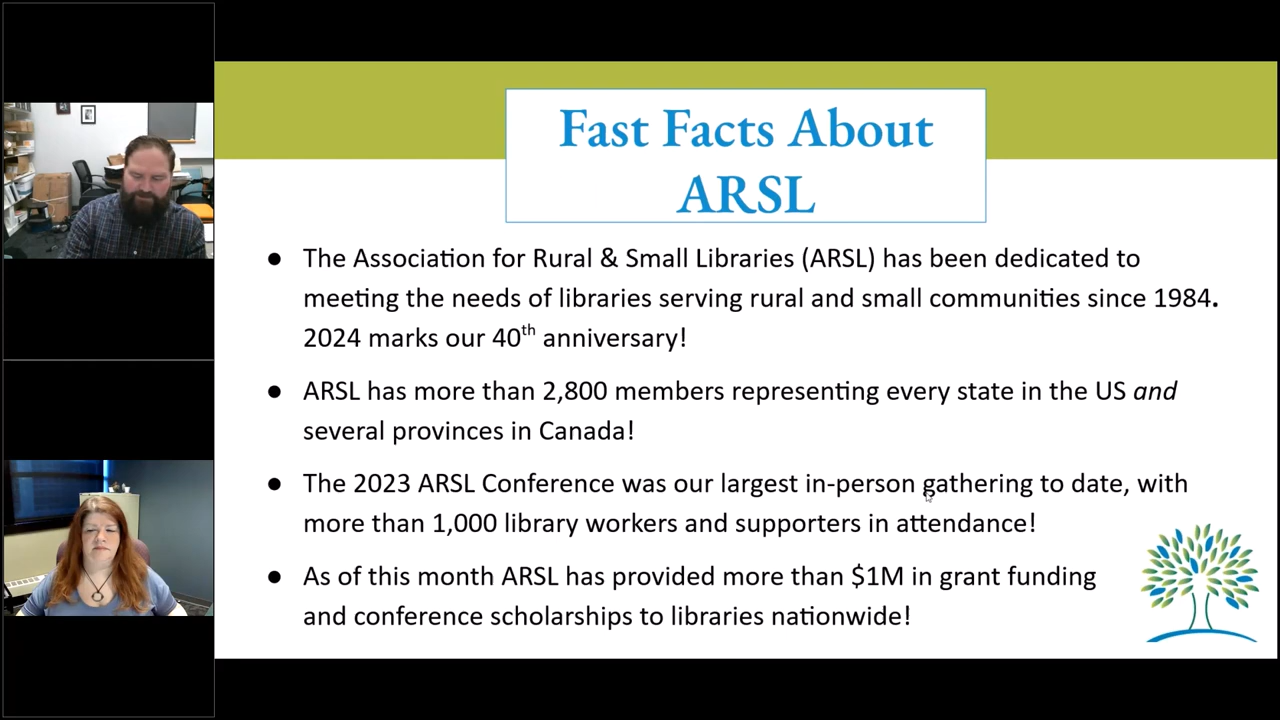 Fast Facts About
ARSL
● The Association for Rural & Small Libraries (ARSL) has been dedicated to
meeting the needs of libraries serving rural and small communities since 1984.
2024 marks our 40th anniversary!
● ARSL has more than 2,800 members representing every state in the US and
several provinces in Canada!
● The 2023 ARSL Conference was our largest in-person gathering to date, with
more than 1,000 library workers and supporters in attendance!
● As of this month ARSL has provided more than $1M in grant funding
and conference scholarships to libraries nationwide!